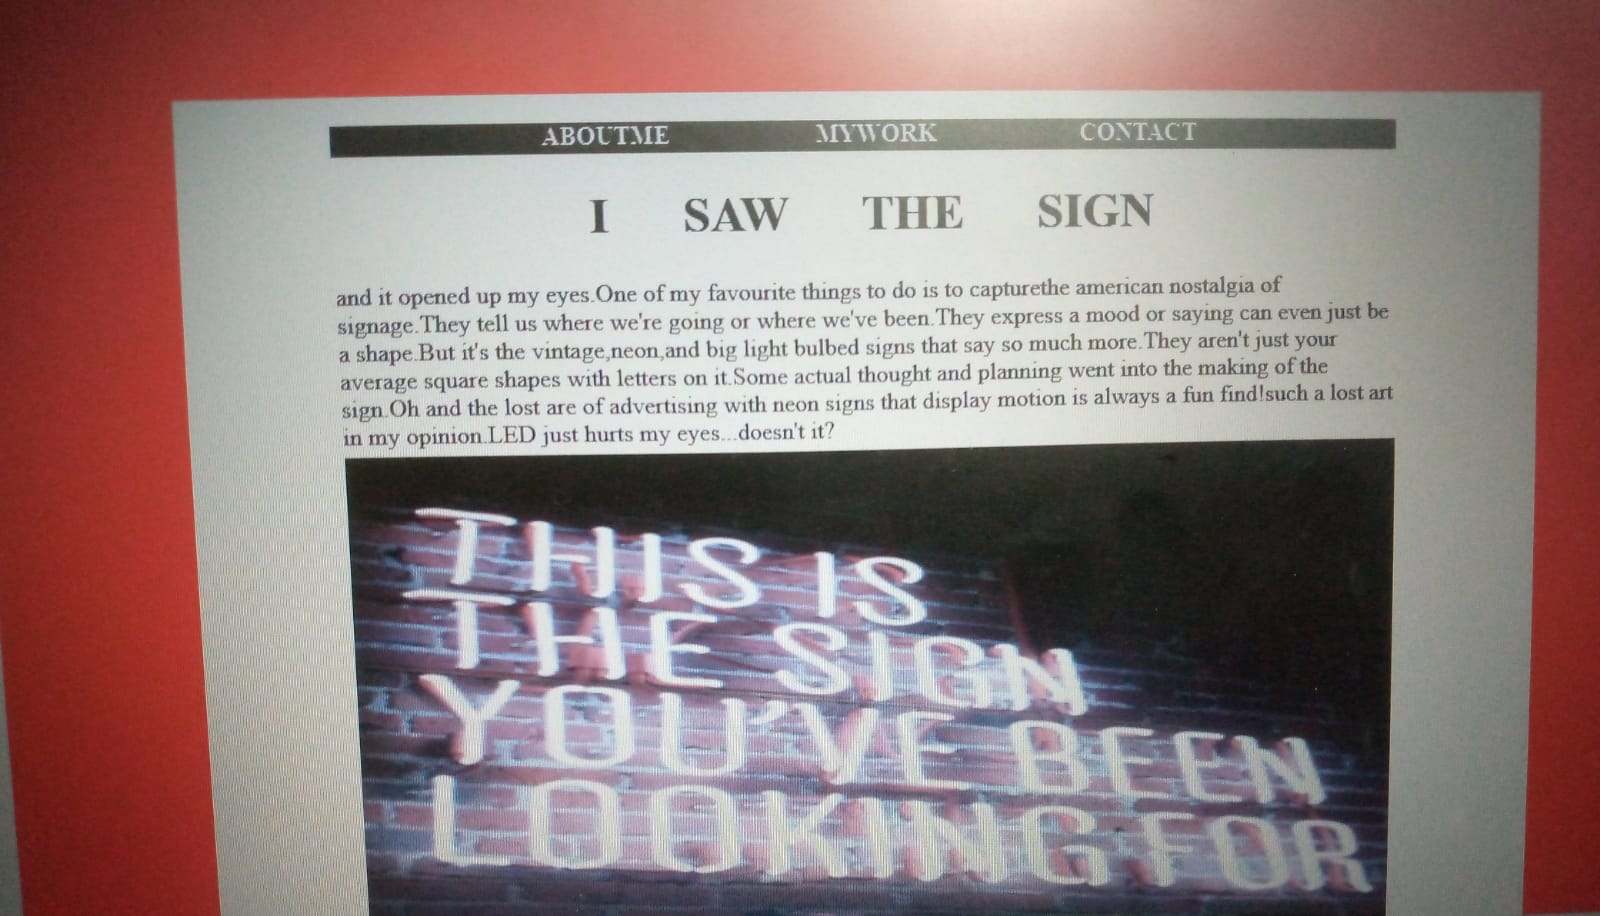 ABOUTME MYWORK CONTACT
I SAW THE SIGN
and it opened up my eyes.One of my favourite things to do is to capturethe american nostalgia of
signage.They tell us where we're going or where we've been.They express a mood or saying can even just be
a shape.But it's the vintage,neon,and big light bulbed signs that say so much more.They aren't just your
average square shapes with letters on it.Some actual thought and planning went into the making of the
sign.Oh and the lost are of advertising with neon signs that display motion is always a fun find!such a lost art
in my opinion.LED just hurts my eyes...doesn't it?
THIS IS
THE SIGN
YOU'VE BEEN
LOOKING FOR